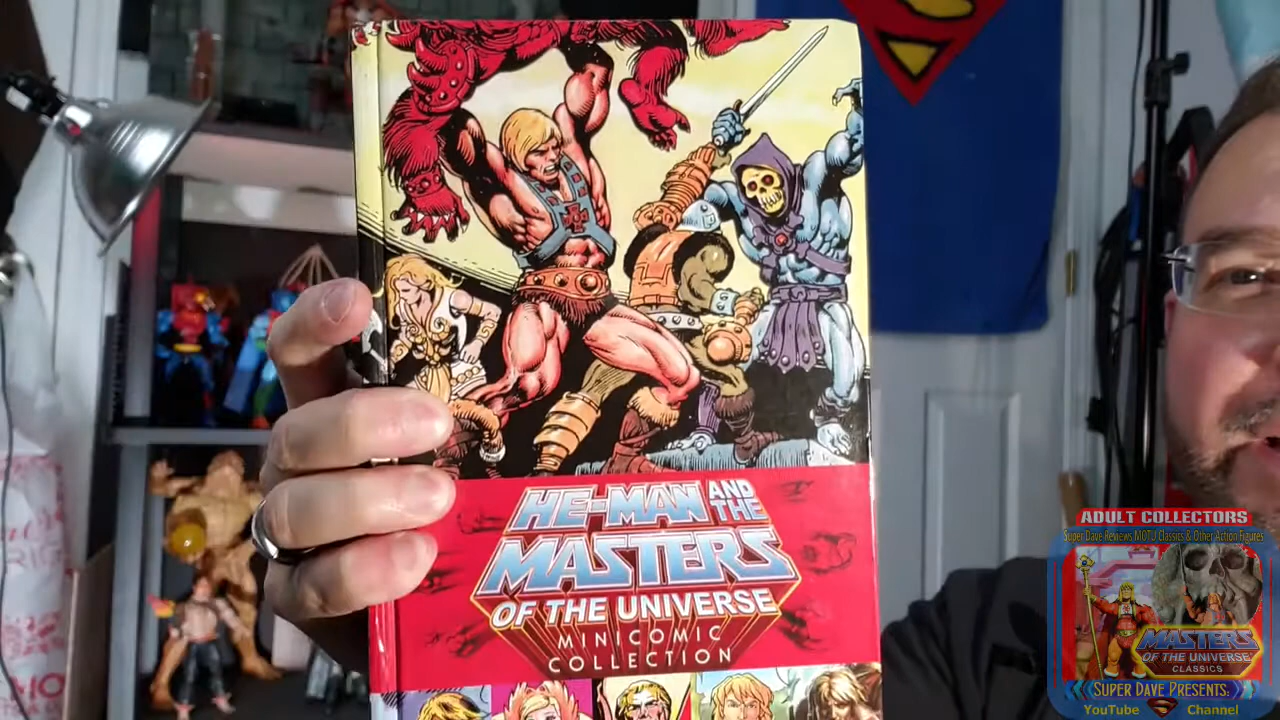 HE-MAN AND THE
MASTERS
OF THE UNIVERSE
MINICOMIC
COLLECTION
ADULT COLLECTORS
Super Dave Reviews MOTU Classics & Other Action Figures
MASTERS
OF THE UNIVERSE
CLASSICS
SUPER DAVE PRESENTS:
YouTube Channel